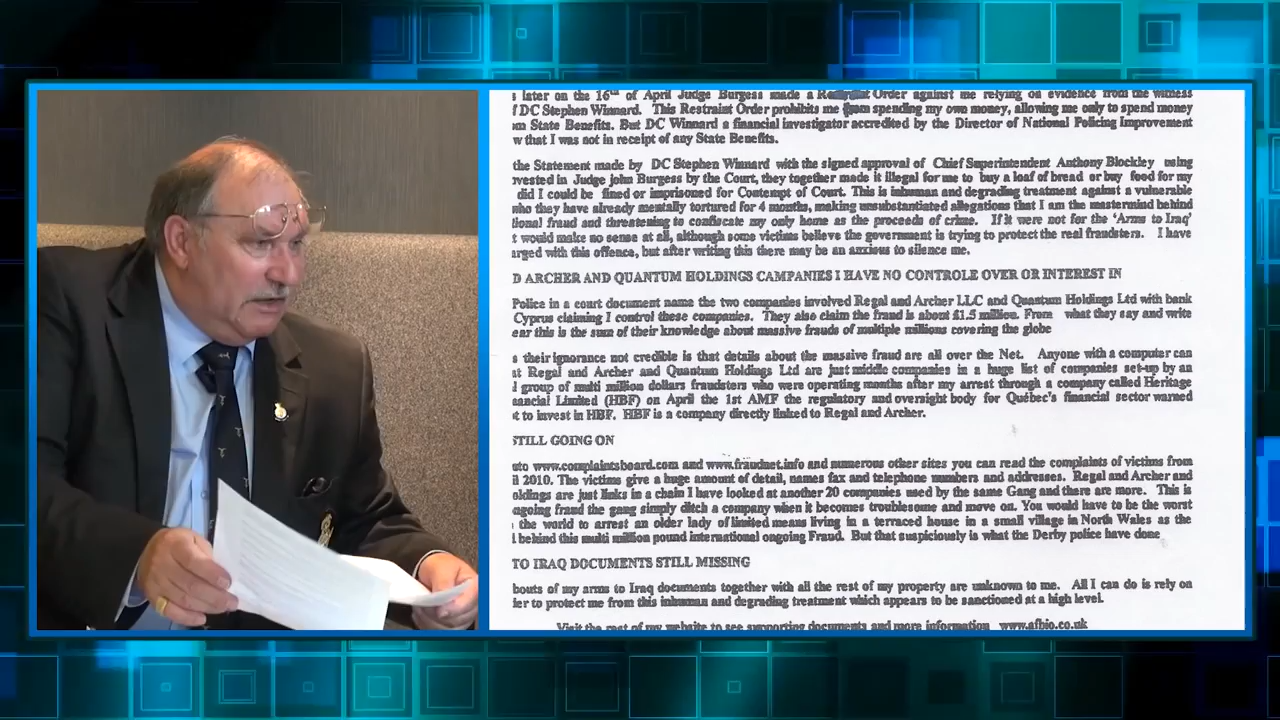 s later on the 16th of April Judge Burgess made a Restraint Order against me relying on evidence from the witness
f DC Stephen Winnard. This Restraint Order prohibits me from spending my own money, allowing me only to spend money
om State Benefits. But DC Winnard a financial investigator accredited by the Director of National Policing Improvement
w that I was not in receipt of any State Benefits.
the Statement made by DC Stephen Winnard with the signed approval of Chief Superintendent Anthony Blockley using
nvested in Judge john Burgess by the Court, they together made it illegal for me to buy a loaf of bread or buy food for my
did I could be fined or imprisoned for Contempt of Court. This is inhuman and degrading treatment against a vulnerable
who they have already mentally tortured for 4 months, making unsubstantiated allegations that I am the mastermind behind
tional fraud and threatening to confiscate my only home as the proceeds of crime. If it were not for the 'Arms to Iraq'
t would make no sense at all, although some victims believe the government is trying to protect the real fraudsters. I have
arged with this offence, but after writing this there may be an anxious to silence me.
D ARCHER AND QUANTUM HOLDINGS CAMPANIES I HAVE NO CONTROLE OVER OR INTEREST IN
Police in a court document name the two companies involved Regal and Archer LLC and Quantum Holdings Ltd with bank
Cyprus claiming I control these companies. They also claim the fraud is about £1.5 million. From what they say and write
ear this is the sum of their knowledge about massive frauds of multiple millions covering the globe
s their ignorance not credible is that details about the massive fraud are all over the Net. Anyone with a computer can
at Regal and Archer and Quantum Holdings Ltd are just middle companies in a huge list of companies set-up by an
d group of multi million dollars fraudsters who were operating months after my arrest through a company called Heritage
nancial Limited (HBF) on April the 1st AMF the regulatory and oversight body for Québec's financial sector warned
ot to invest in HBF. HBF is a company directly linked to Regal and Archer.
STILL GOING ON
nto www.complaintsboard.com and www.fraudnet.info and numerous other sites you can read the complaints of victims from
il 2010. The victims give a huge amount of detail, names fax and telephone numbers and addresses. Regal and Archer and
oldings are just links in a chain I have looked at another 20 companies used by the same Gang and there are more. This is
ngoing fraud the gang simply ditch a company when it becomes troublesome and move on. You would have to be the worst
the world to arrest an older lady of limited means living in a terraced house in a small village in North Wales as the
l behind this multi million pound international ongoing Fraud. But that suspiciously is what the Derby police have done
TO IRAQ DOCUMENTS STILL MISSING
bouts of my arms to Iraq documents together with all the rest of my property are unknown to me. All I can do is rely on
ier to protect me from this inhuman and degrading treatment which appears to be sanctioned at a high level.
Visit the rest of my website to see supporting documents and more information www.afbio.co.uk